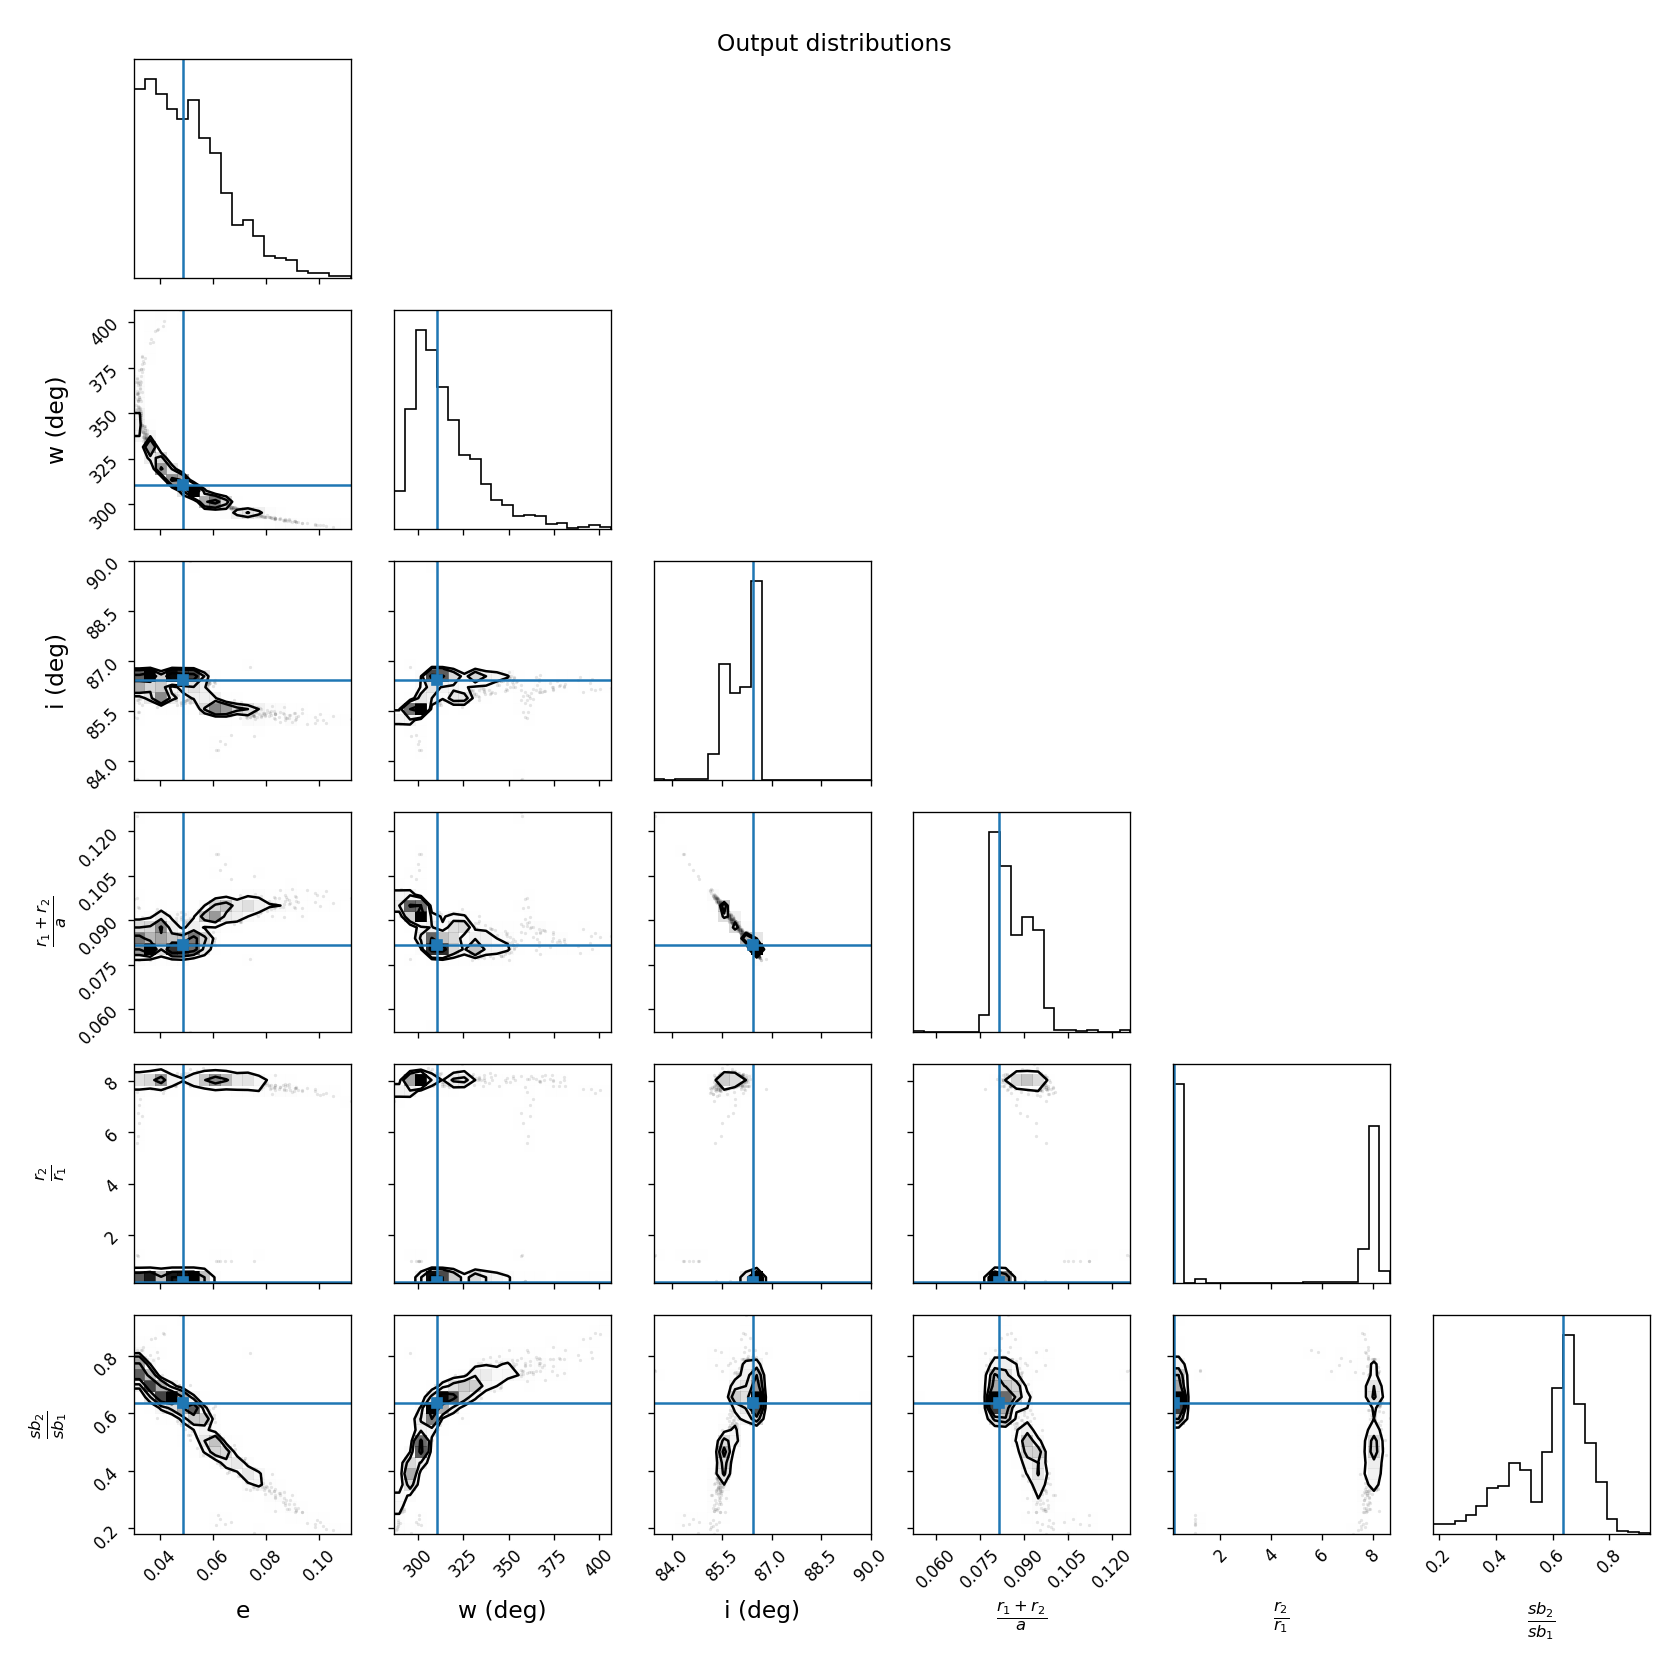 Output distributions
w (deg)
400
375
350
325
300
i (deg)
90.0
88.5
87.0
85.5
84.0
r₁ + r₂
a
0.120
0.105
0.090
0.075
0.060
r₂
r₁
8
6
4
2
sb₂
sb₁
0.8
0.6
0.4
0.2
0.04 0.06 0.08 0.10
300 325 350 375 400
84.0 85.5 87.0 88.5 90.0
0.060 0.075 0.090 0.105 0.120
2 4 6 8
0.2 0.4 0.6 0.8
e
w (deg)
i (deg)
r₁ + r₂
a
r₂
r₁
sb₂
sb₁